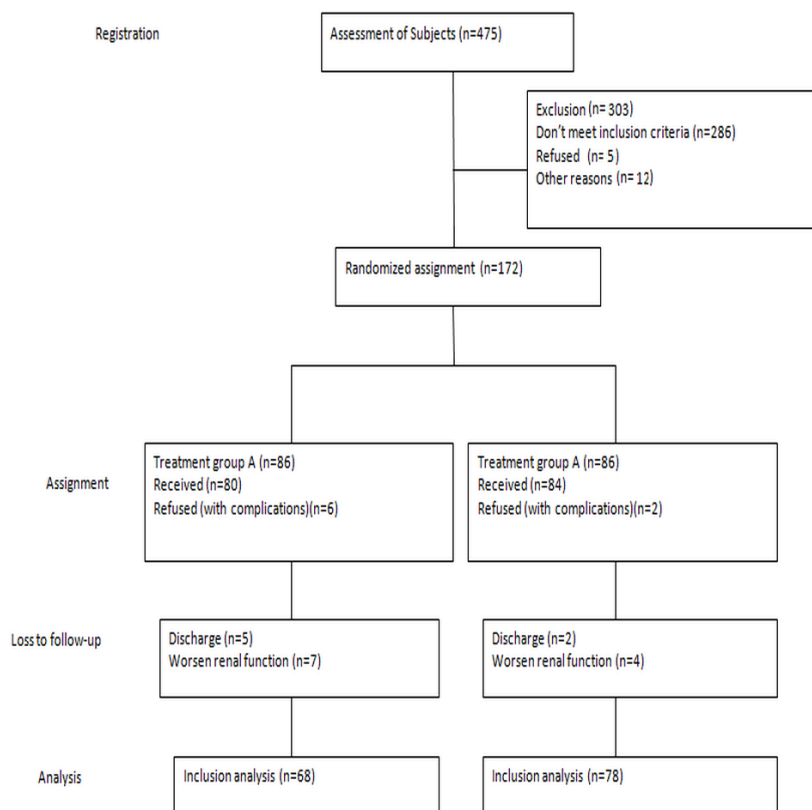 Registration
Assessment of Subjects (n=475)
Exclusion (n= 303)
Don't meet inclusion criteria (n=286)
Refused (n= 5)
Other reasons (n= 12)
Randomized assignment (n=172)
Assignment
Treatment group A (n=86)
Received (n=80)
Refused (with complications)(n=6)
Treatment group A (n=86)
Received (n=84)
Refused (with complications)(n=2)
Loss to follow-up
Discharge (n=5)
Worsen renal function (n=7)
Discharge (n=2)
Worsen renal function (n=4)
Analysis
Inclusion analysis (n=68)
Inclusion analysis (n=78)